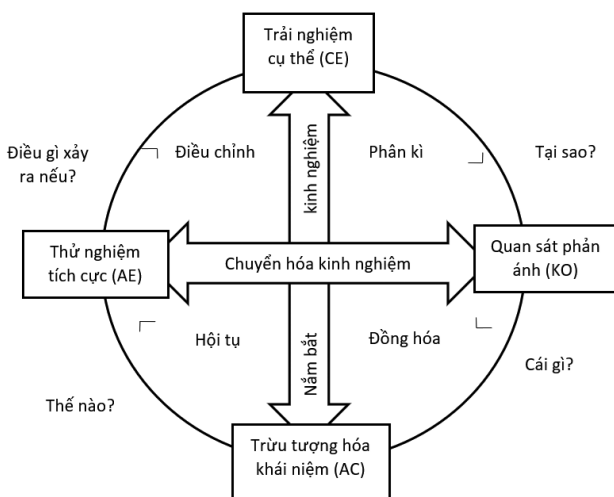 Trải nghiệm
cụ thể (CE)
Điều gì xảy
ra nếu?
Điều chỉnh
kinh nghiệm
Phân kì
Tại sao?
Thử nghiệm
tích cực (AE)
Chuyển hóa kinh nghiệm
Quan sát phản
ánh (KO)
Hội tụ
Nắm bắt
Đồng hóa
Cái gì?
Thế nào?
Trừu tượng hóa
khái niệm (AC)